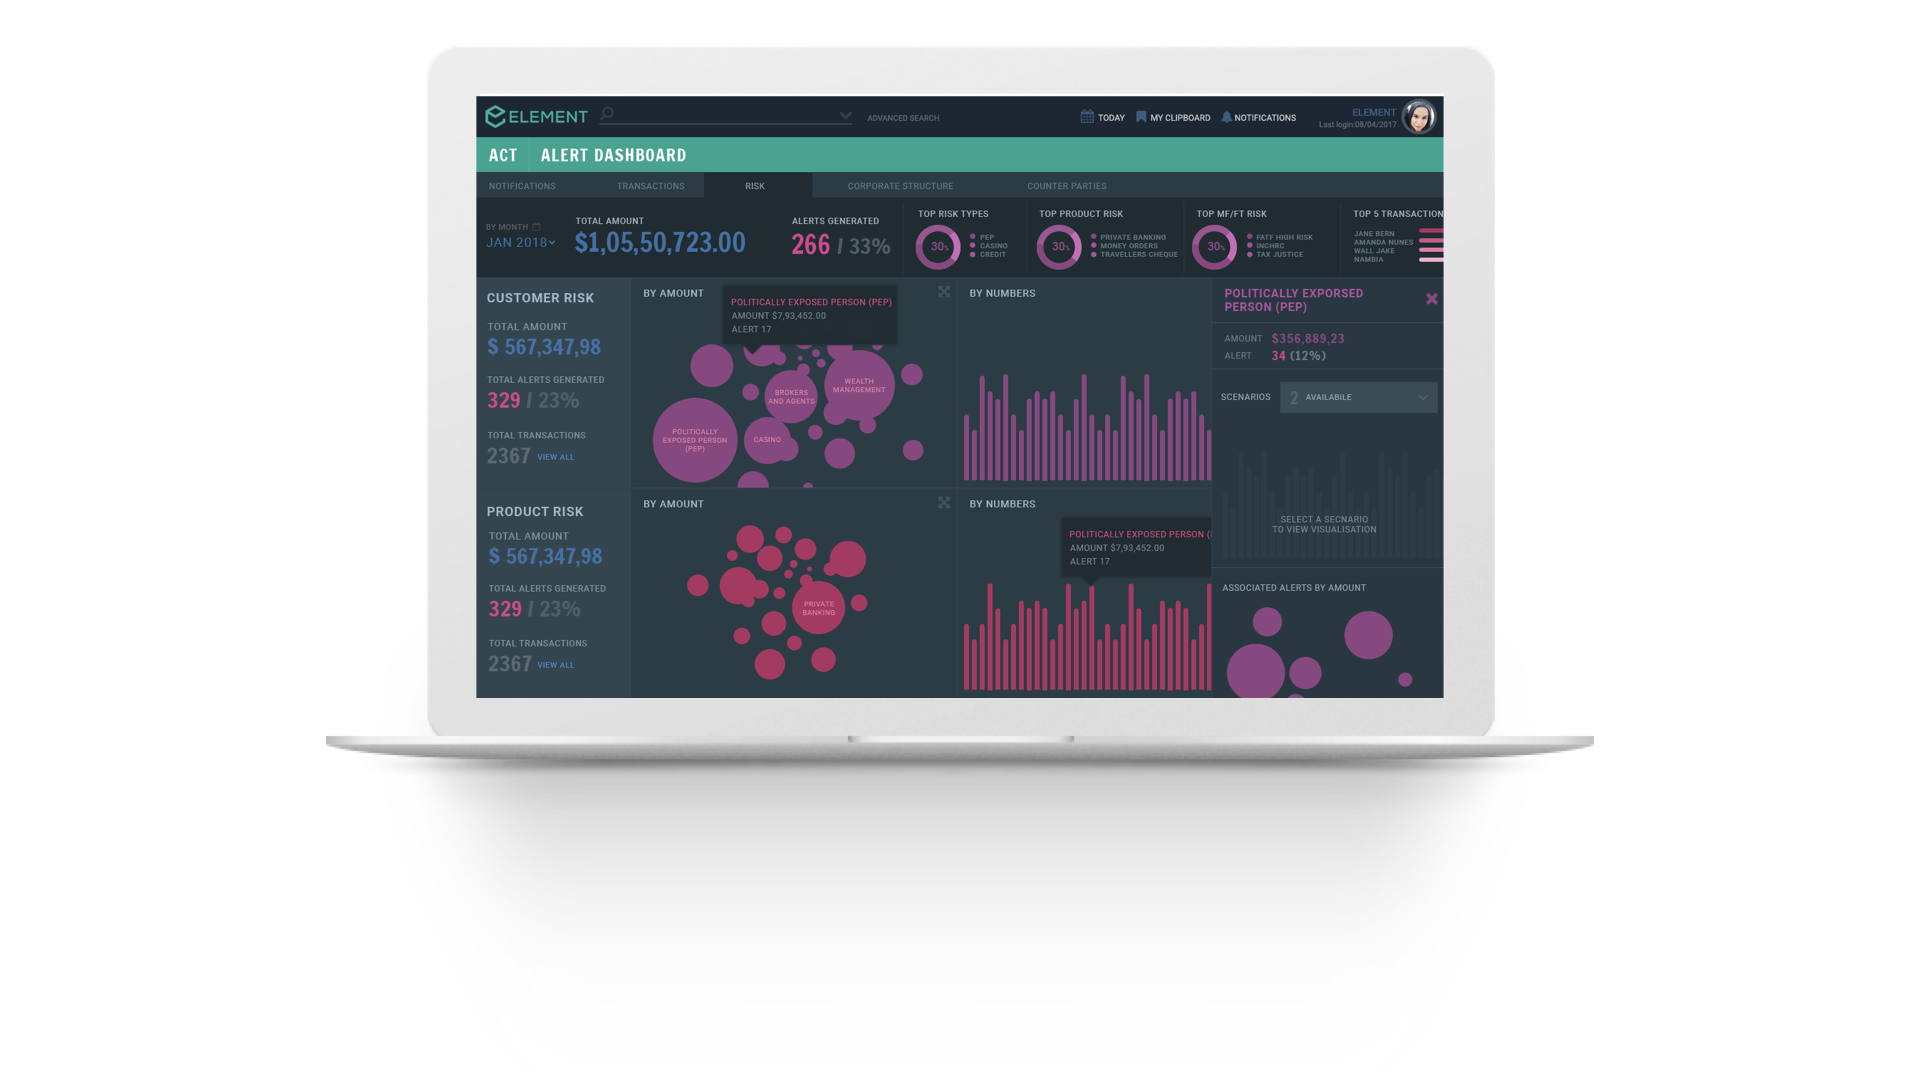 ELEMENT
ADVANCED SEARCH
TODAY
MY CLIPBOARD
NOTIFICATIONS
ELEMENT
Last login:08/04/2017
ACT
ALERT DASHBOARD
NOTIFICATIONS
TRANSACTIONS
RISK
CORPORATE STRUCTURE
COUNTER PARTIES
BY MONTH
JAN 2018
TOTAL AMOUNT
$1,05,50,723.00
ALERTS GENERATED
266 / 33%
TOP RISK TYPES
30%
PEP
CASINO
CREDIT
TOP PRODUCT RISK
30%
PRIVATE BANKING
MONEY ORDERS
TRAVELLERS CHEQUE
TOP MF/FT RISK
30%
FATF HIGH RISK
INCHRC
TAX JUSTICE
TOP 5 TRANSACTION
JANE BERN
AMANDA NUNES
WALL JAKE
NAMBIA
CUSTOMER RISK
TOTAL AMOUNT
$ 567,347,98
TOTAL ALERTS GENERATED
329 / 23%
TOTAL TRANSACTIONS
2367 VIEW ALL
BY AMOUNT
POLITICALLY EXPOSED PERSON (PEP)
AMOUNT $7,93,452.00
ALERT 17
WEALTH
MANAGEMENT
BROKERS
AND AGENTS
POLITICALLY
EXPOSED PERSON
(PEP)
CASINO
BY NUMBERS
POLITICALLY EXPORSED
PERSON (PEP)
AMOUNT $356,889,23
ALERT 34 (12%)
SCENARIOS
2 AVAILABILE
SELECT A SECNARIO
TO VIEW VISUALISATION
ASSOCIATED ALERTS BY AMOUNT
PRODUCT RISK
TOTAL AMOUNT
$ 567,347,98
TOTAL ALERTS GENERATED
329 / 23%
TOTAL TRANSACTIONS
2367 VIEW ALL
BY AMOUNT
PRIVATE
BANKING
BY NUMBERS
POLITICALLY EXPOSED PERSON (
AMOUNT $7,93,452.00
ALERT 17